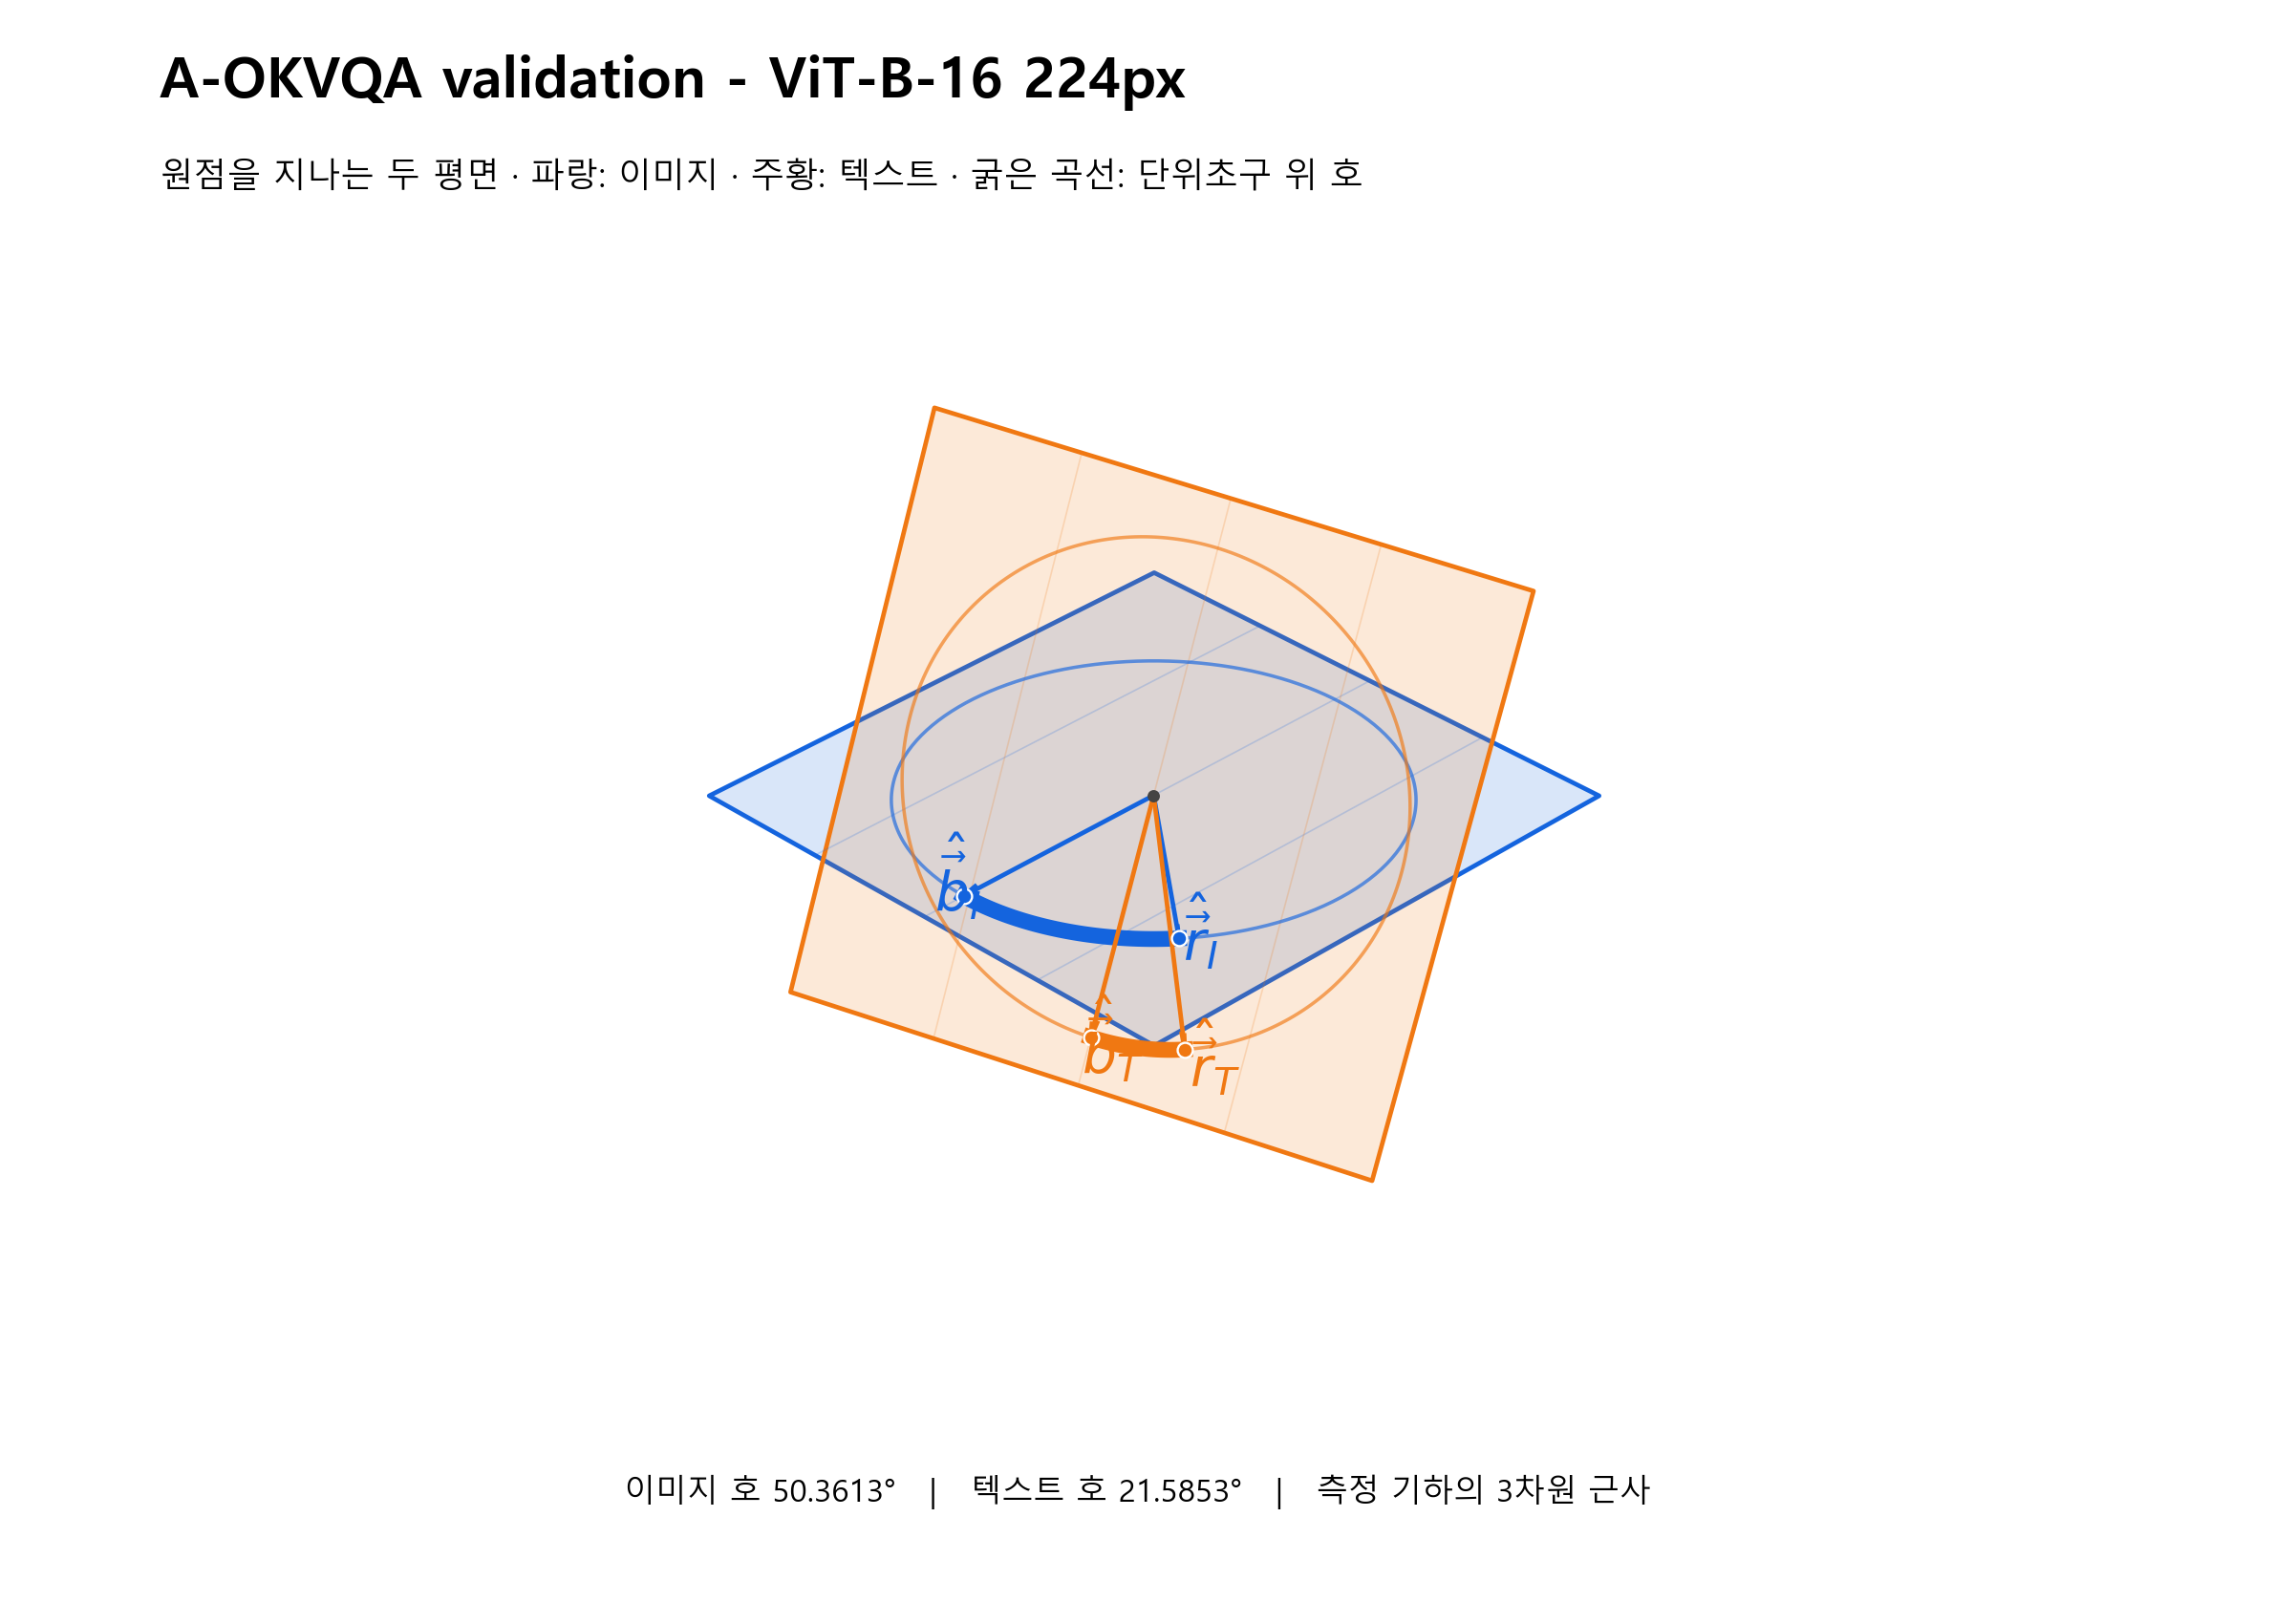 A-OKVQA validation - ViT-B-16 224px
원점을 지나는 두 평면 · 파랑: 이미지 · 주황: 텍스트 · 굵은 곡선: 단위초구 위 호
b̂⃗_I
r̂⃗_I
b̂⃗_T
r̂⃗_T
이미지 호 50.3613° | 텍스트 호 21.5853° | 측정 기하의 3차원 근사